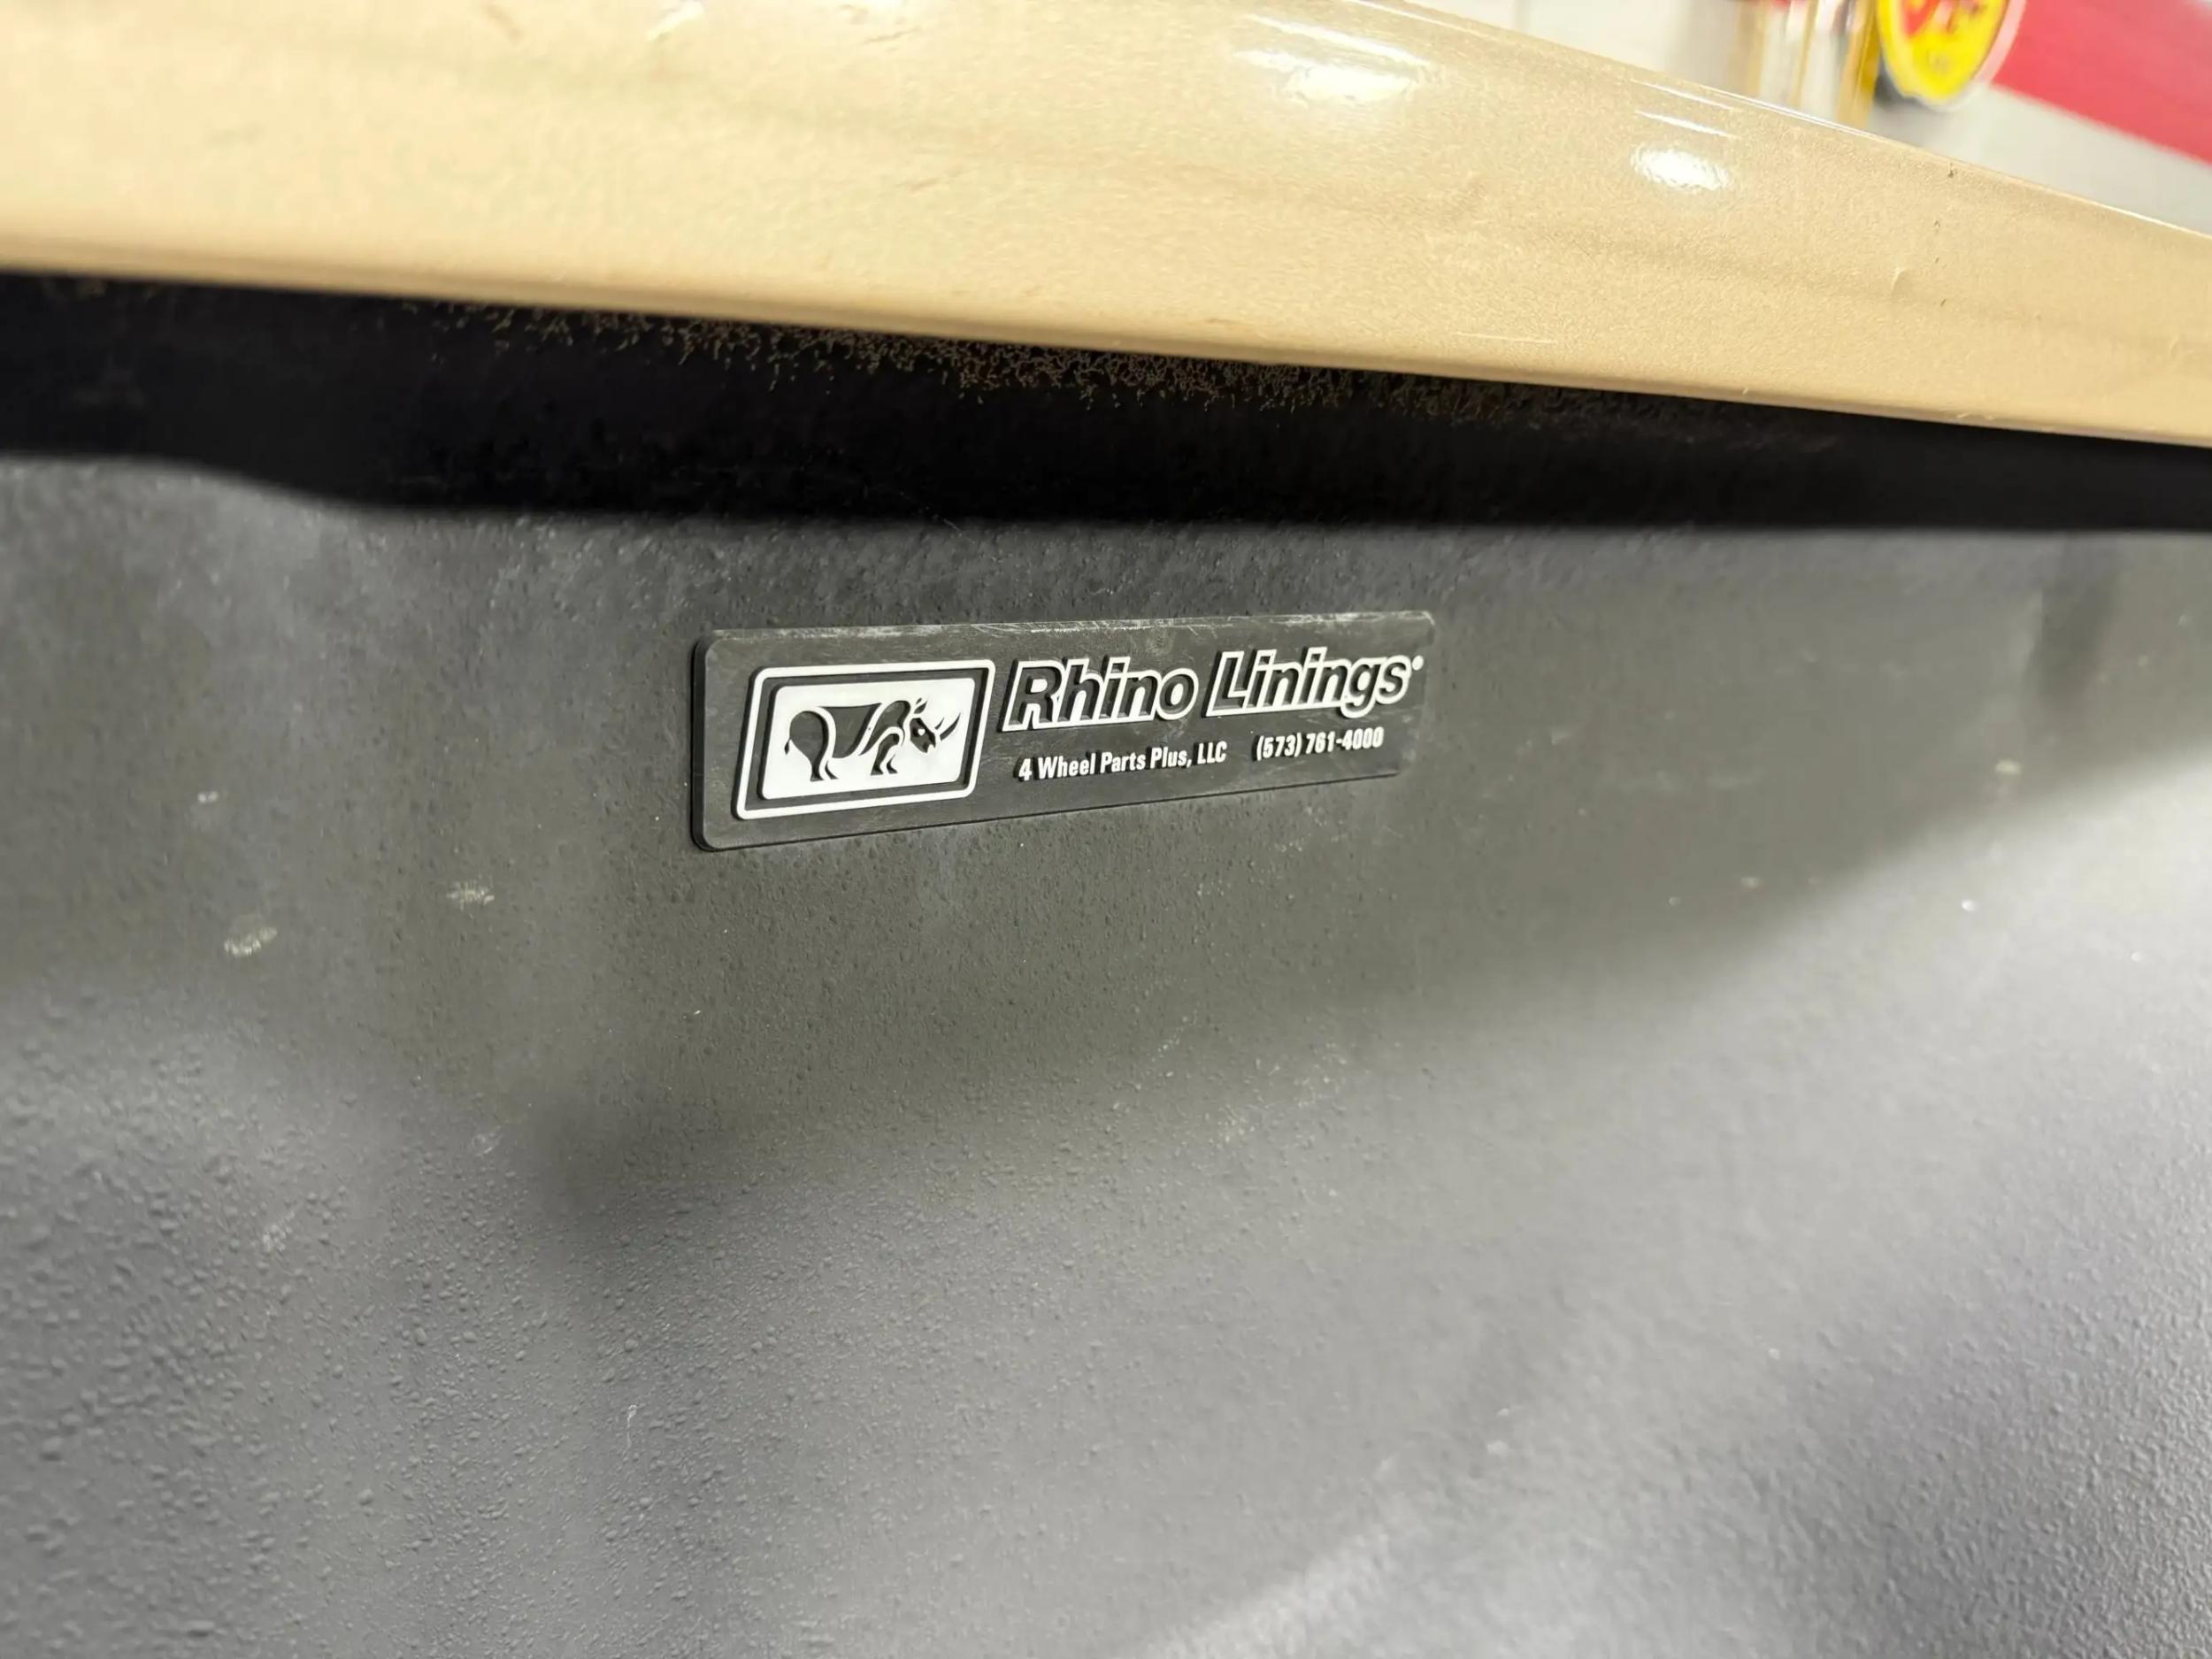 Rhino Linings®
4 Wheel Parts Plus, LLC (573) 761-4000